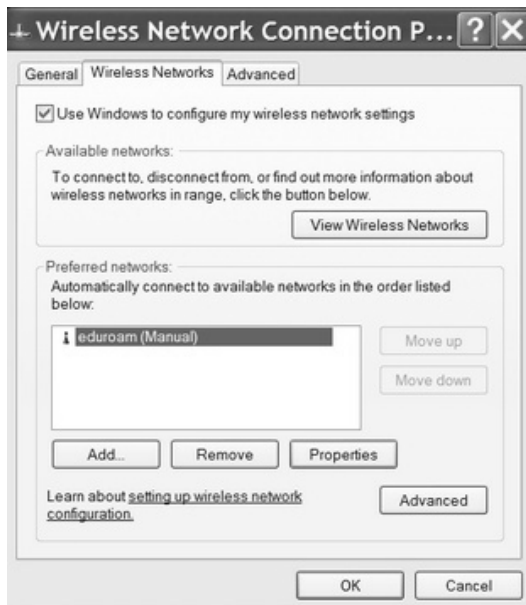 Wireless Network Connection P... ? X
General Wireless Networks Advanced
Use Windows to configure my wireless network settings
Available networks:
To connect to, disconnect from, or find out more information about
wireless networks in range, click the button below.
View Wireless Networks
Preferred networks:
Automatically connect to available networks in the order listed
below:
eduroam (Manual)
Move up
Move down
Add... Remove Properties
Learn about setting up wireless network
configuration.
Advanced
OK Cancel